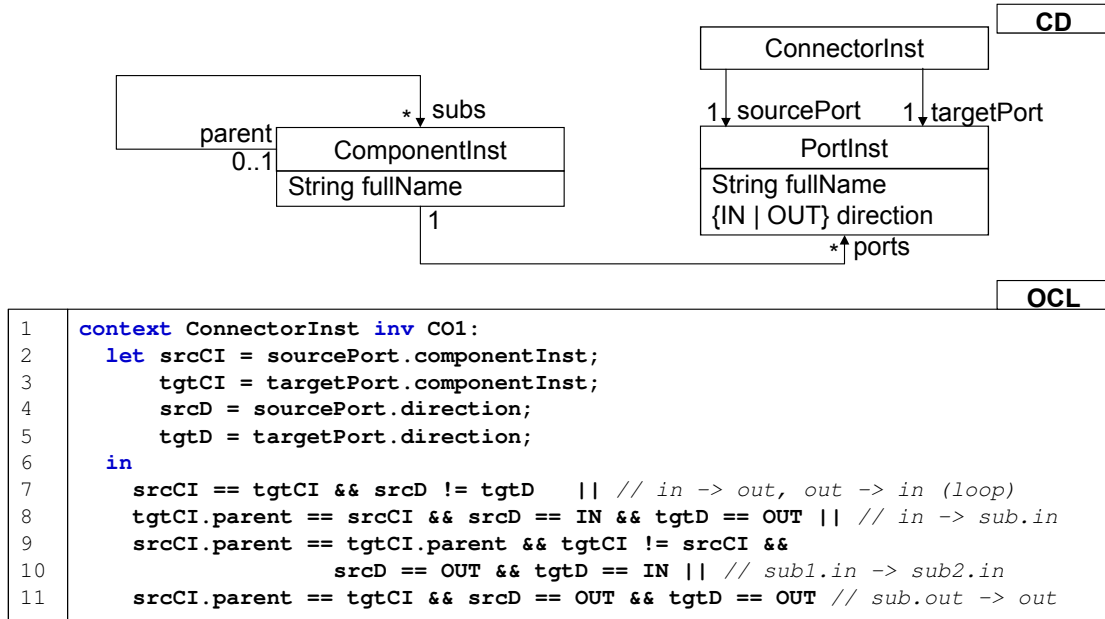 CD
ConnectorInst
1 sourcePort 1 targetPort
* subs
parent
0..1
ComponentInst
String fullName
1
PortInst
String fullName
{IN | OUT} direction
* ports
OCL
1 context ConnectorInst inv CO1:
2 let srcCI = sourcePort.componentInst;
3 tgtCI = targetPort.componentInst;
4 srcD = sourcePort.direction;
5 tgtD = targetPort.direction;
6 in
7 srcCI == tgtCI && srcD != tgtD || // in -> out, out -> in (loop)
8 tgtCI.parent == srcCI && srcD == IN && tgtD == OUT || // in -> sub.in
9 srcCI.parent == tgtCI.parent && tgtCI != srcCI &&
10 srcD == OUT && tgtD == IN || // sub1.in -> sub2.in
11 srcCI.parent == tgtCI && srcD == OUT && tgtD == OUT // sub.out -> out